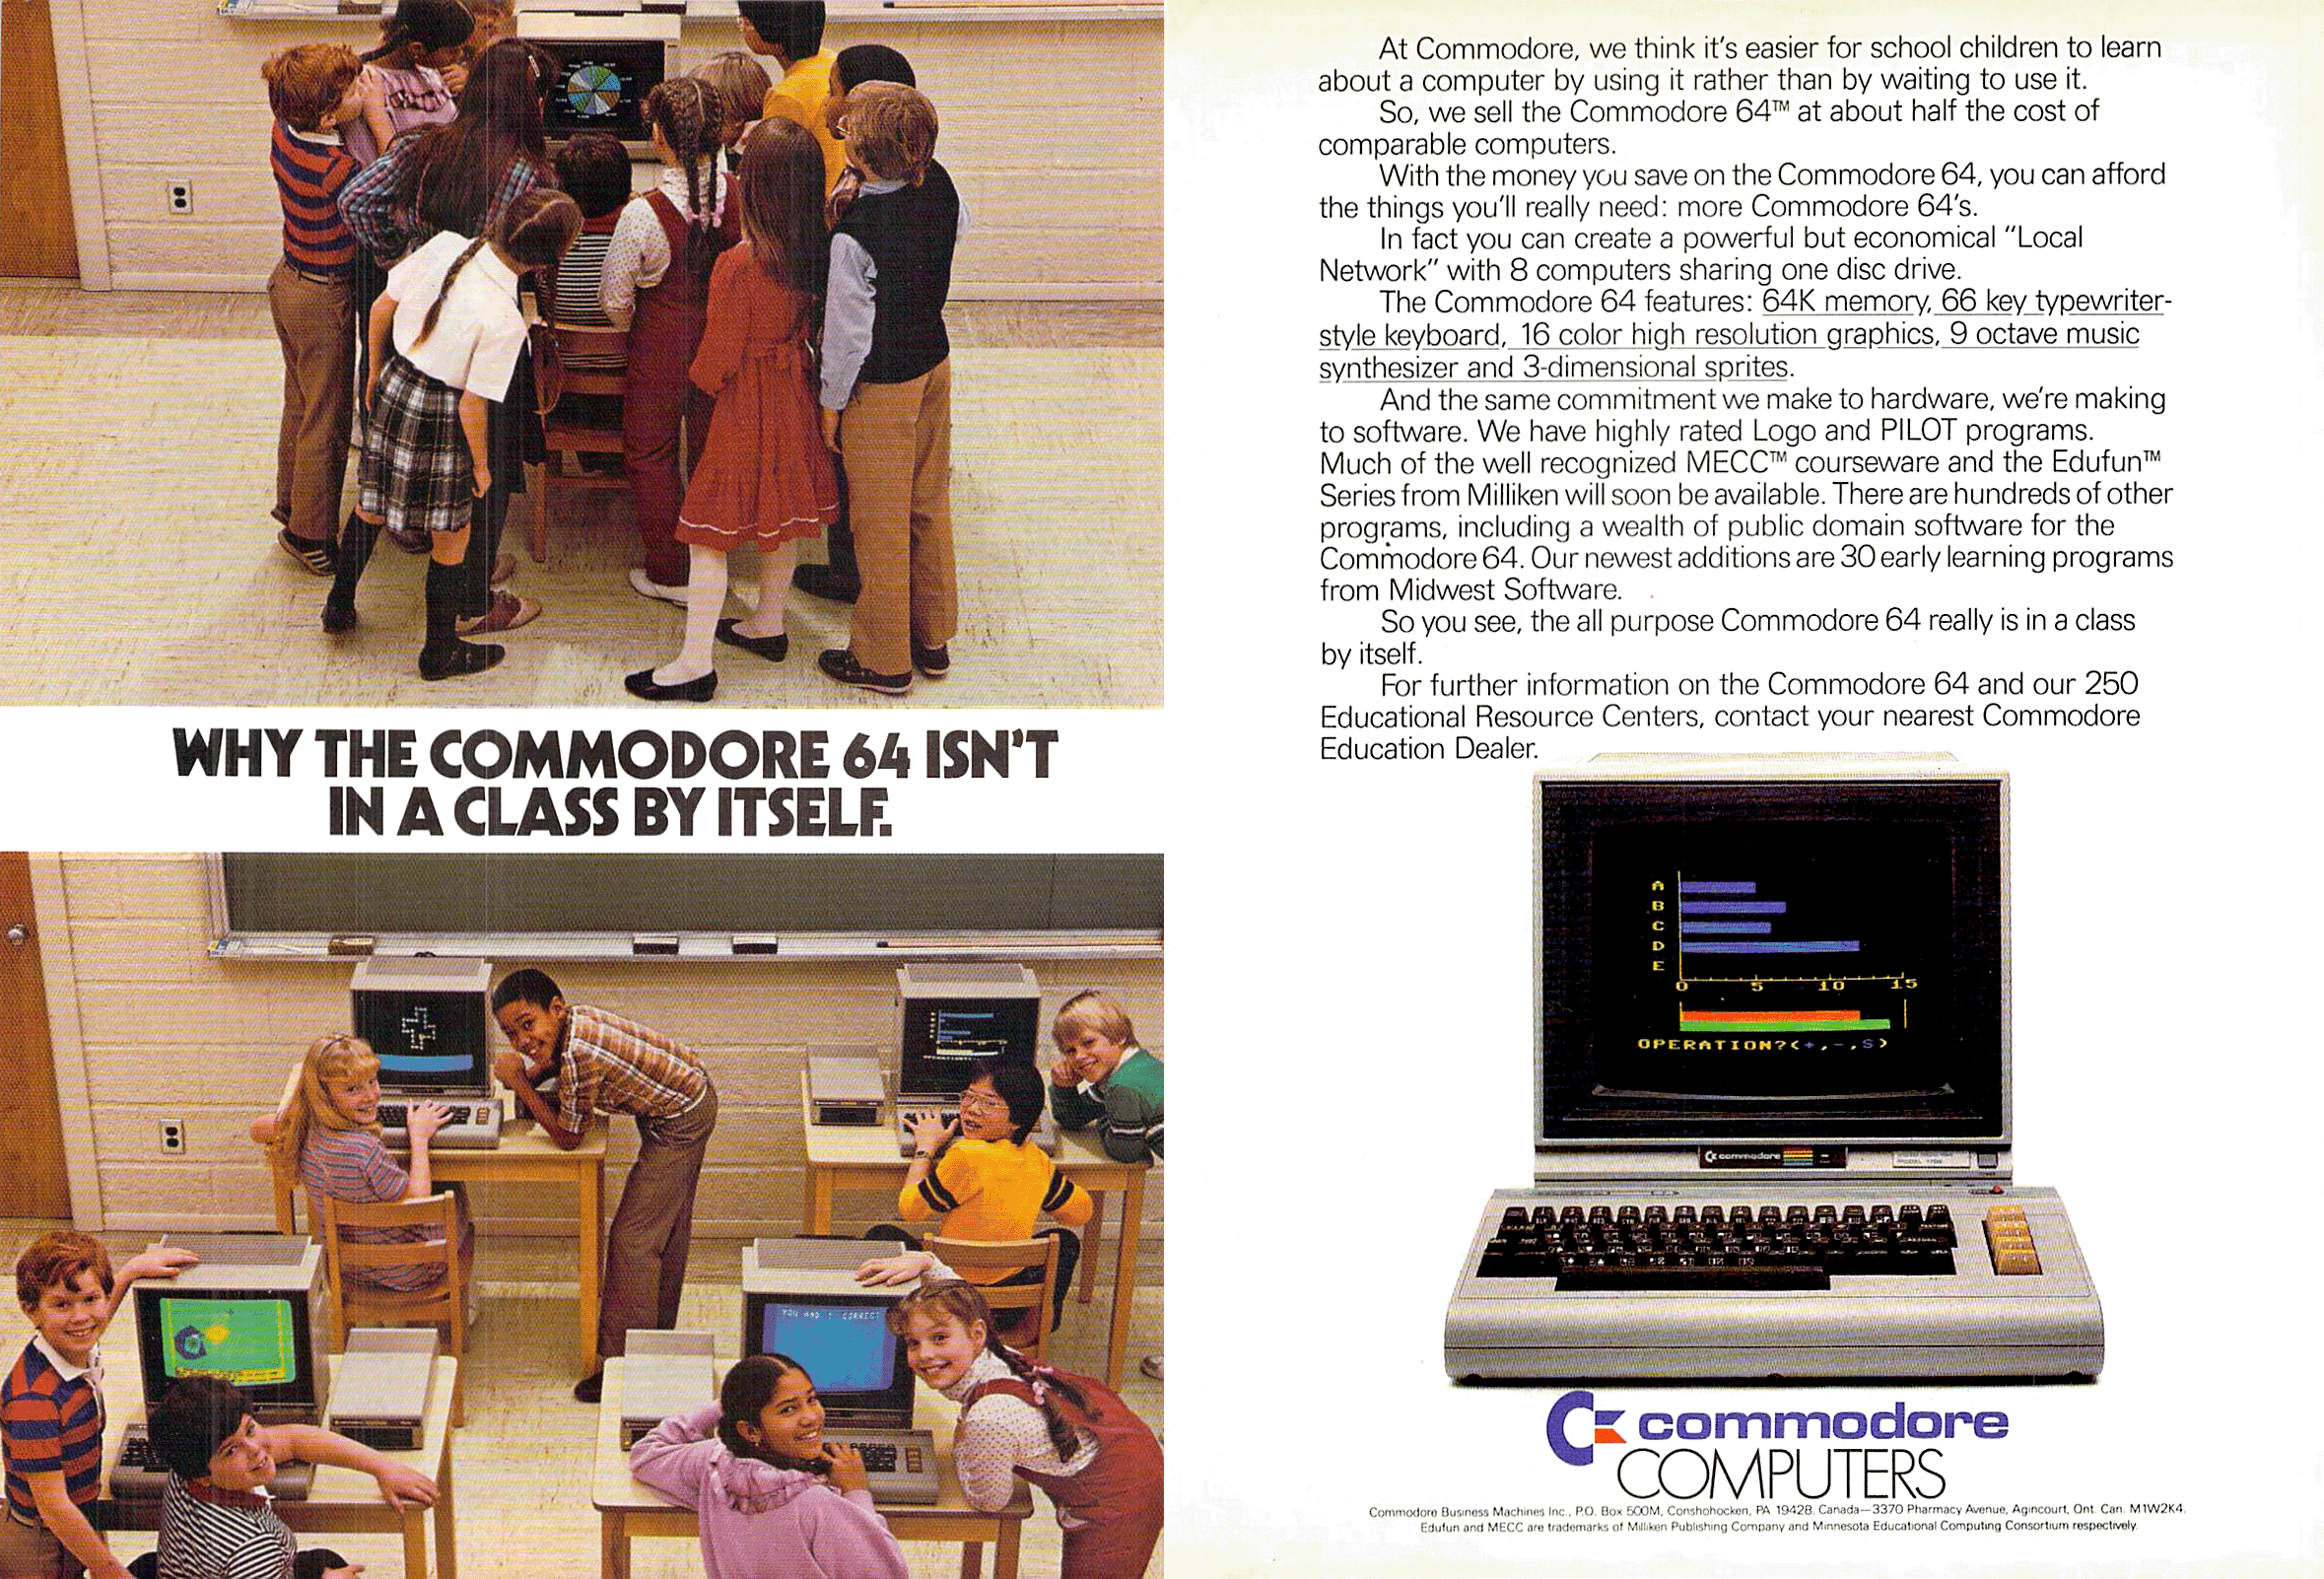 WHY THE COMMODORE 64 ISN'T
IN A CLASS BY ITSELF.
YOU HAD 1 CORRECT
At Commodore, we think it's easier for school children to learn
about a computer by using it rather than by waiting to use it.
So, we sell the Commodore 64™ at about half the cost of
comparable computers.
With the money you save on the Commodore 64, you can afford
the things you'll really need: more Commodore 64's.
In fact you can create a powerful but economical "Local
Network" with 8 computers sharing one disc drive.
The Commodore 64 features: 64K memory, 66 key typewriter-
style keyboard, 16 color high resolution graphics, 9 octave music
synthesizer and 3-dimensional sprites.
And the same commitment we make to hardware, we're making
to software. We have highly rated Logo and PILOT programs.
Much of the well recognized MECC™ courseware and the Edufun™
Series from Milliken will soon be available. There are hundreds of other
programs, including a wealth of public domain software for the
Commodore 64. Our newest additions are 30 early learning programs
from Midwest Software.
So you see, the all purpose Commodore 64 really is in a class
by itself.
For further information on the Commodore 64 and our 250
Educational Resource Centers, contact your nearest Commodore
Education Dealer.
A
B
C
D
E
0 5 10 15
OPERATION?(+,-,S)
commodore
commodore
COMPUTERS
Commodore Business Machines Inc., P.O. Box 500M, Conshohocken, PA 19428. Canada—3370 Pharmacy Avenue, Agincourt, Ont. Can. M1W2K4.
Edufun and MECC are trademarks of Milliken Publishing Company and Minnesota Educational Computing Consortium respectively.